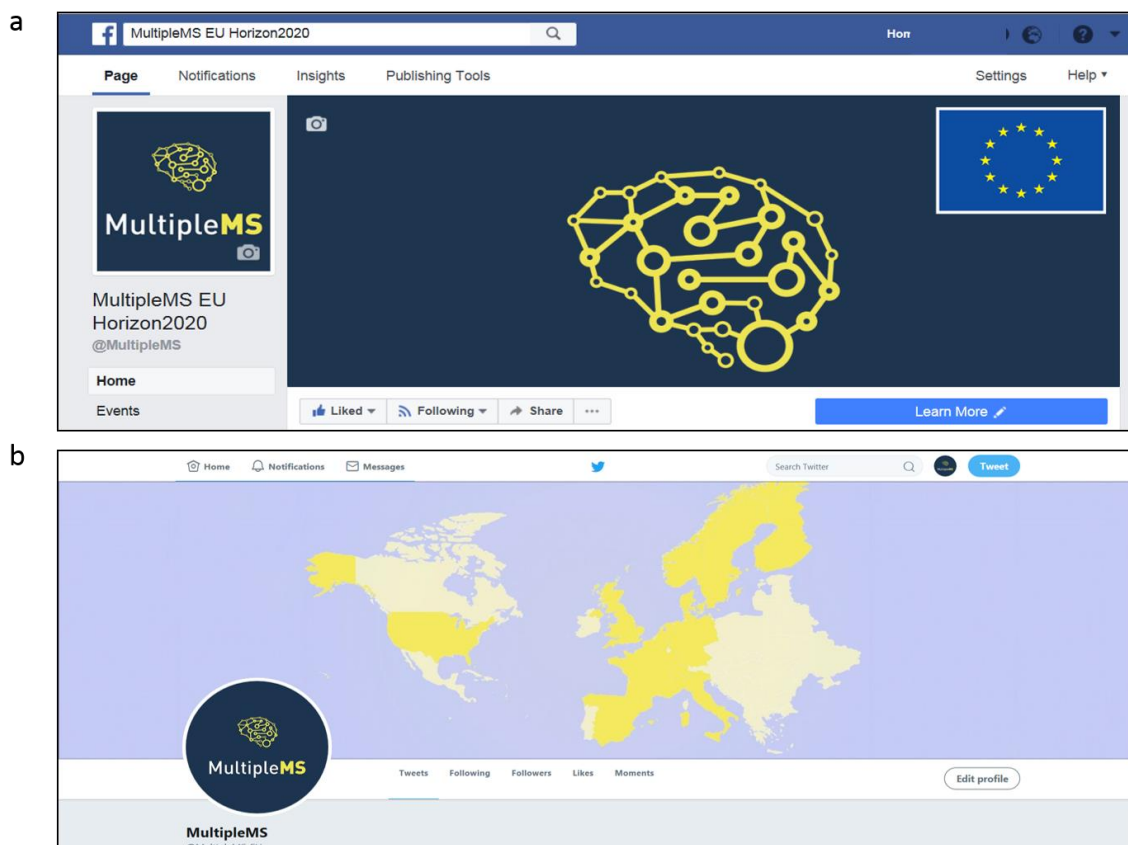 a
MultipleMS EU Horizon2020
Page Notifications Insights Publishing Tools Settings Help
MultipleMS
MultipleMS EU
Horizon2020
@MultipleMS
Home
Events
Liked Following Share
Learn More
b
Home Notifications Messages Search Twitter Tweet
MultipleMS
Tweets Following Followers Likes Moments Edit profile
MultipleMS